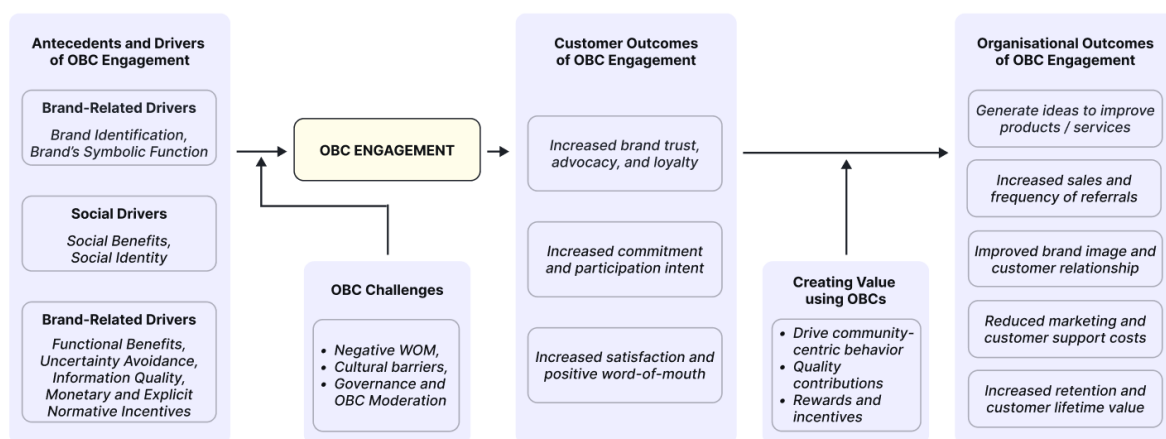 Antecedents and Drivers
of OBC Engagement
Brand-Related Drivers
Brand Identification,
Brand's Symbolic Function
Social Drivers
Social Benefits,
Social Identity
Brand-Related Drivers
Functional Benefits,
Uncertainty Avoidance,
Information Quality,
Monetary and Explicit
Normative Incentives
OBC ENGAGEMENT
OBC Challenges
• Negative WOM,
• Cultural barriers,
• Governance and
OBC Moderation
Customer Outcomes
of OBC Engagement
Increased brand trust,
advocacy, and loyalty
Increased commitment
and participation intent
Increased satisfaction and
positive word-of-mouth
Creating Value
using OBCs
• Drive community-
centric behavior
• Quality
contributions
• Rewards and
incentives
Organisational Outcomes
of OBC Engagement
Generate ideas to improve
products / services
Increased sales and
frequency of referrals
Improved brand image and
customer relationship
Reduced marketing and
customer support costs
Increased retention and
customer lifetime value